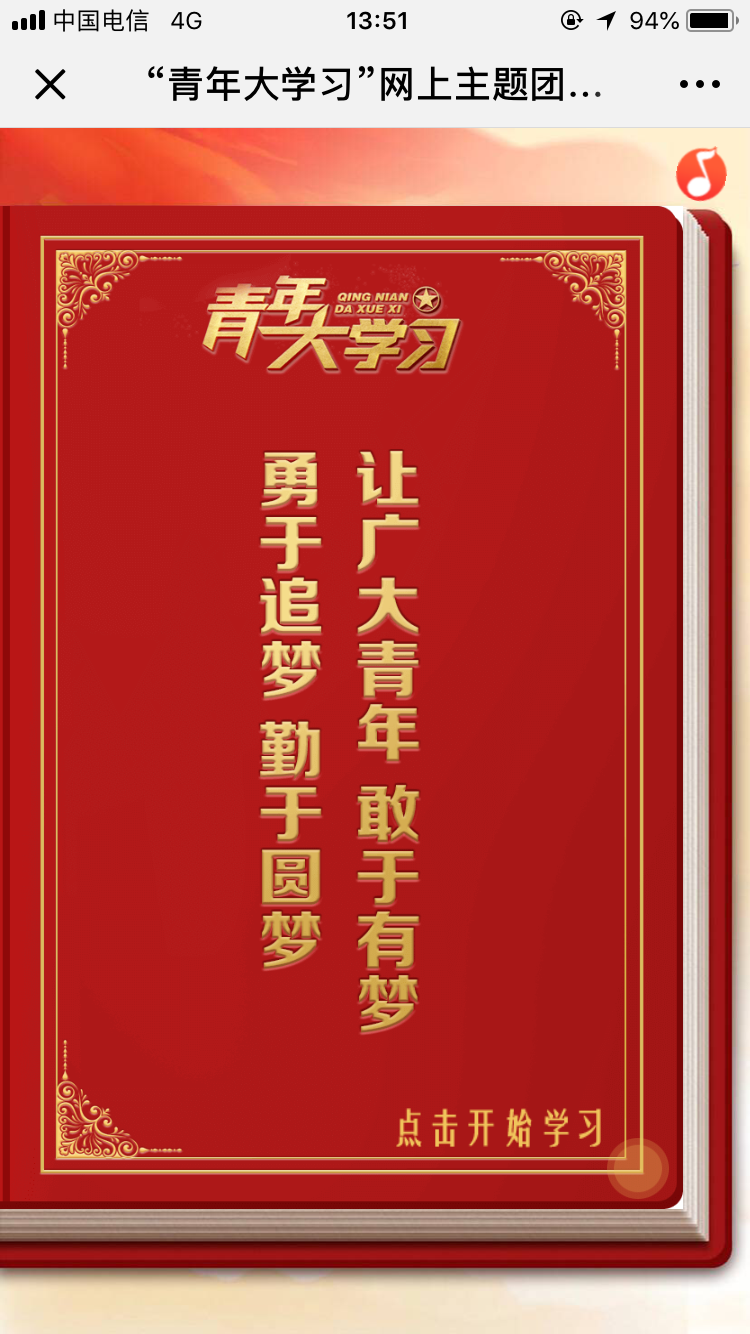 中国电信 4G 13:51 94%
“青年大学习”网上主题团...
青年大学习
QING NIAN
DA XUE XI
让广大青年 敢于有梦
勇于追梦 勤于圆梦
点击开始学习